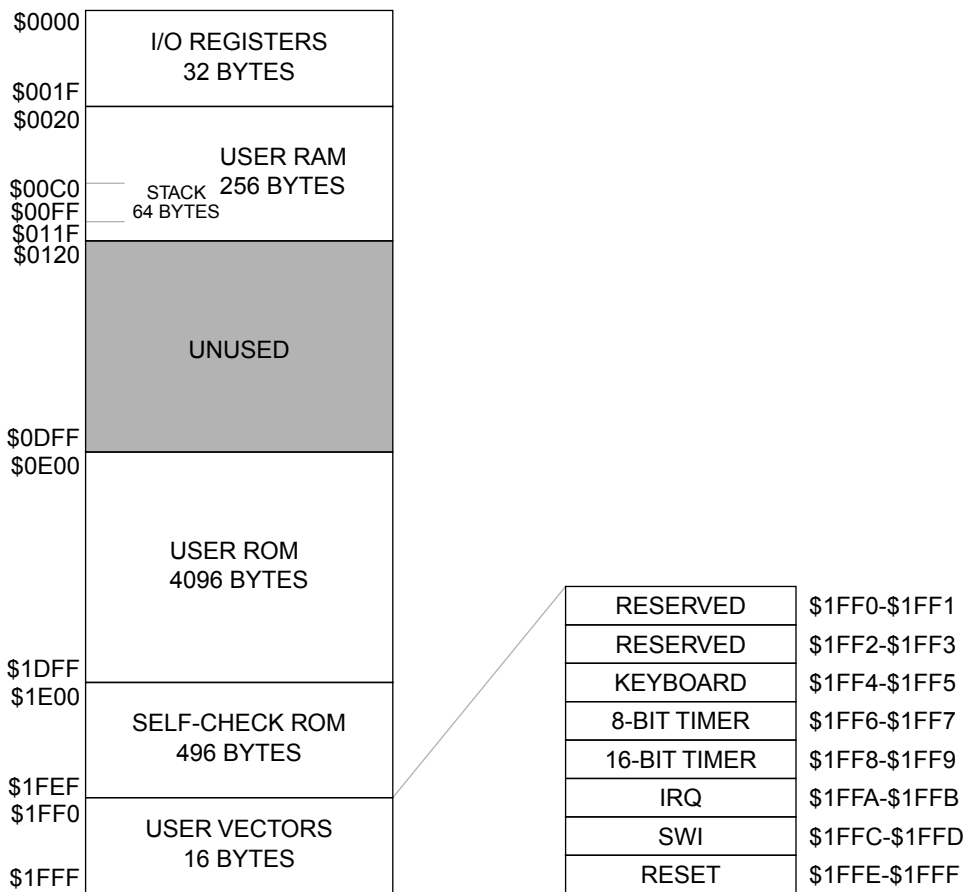 $0000
I/O REGISTERS
32 BYTES
$001F
$0020
USER RAM
256 BYTES
$00C0
STACK
64 BYTES
$00FF
$011F
$0120
UNUSED
$0DFF
$0E00
USER ROM
4096 BYTES
$1DFF
$1E00
SELF-CHECK ROM
496 BYTES
$1FEF
$1FF0
USER VECTORS
16 BYTES
$1FFF
RESERVED $1FF0-$1FF1
RESERVED $1FF2-$1FF3
KEYBOARD $1FF4-$1FF5
8-BIT TIMER $1FF6-$1FF7
16-BIT TIMER $1FF8-$1FF9
IRQ $1FFA-$1FFB
SWI $1FFC-$1FFD
RESET $1FFE-$1FFF